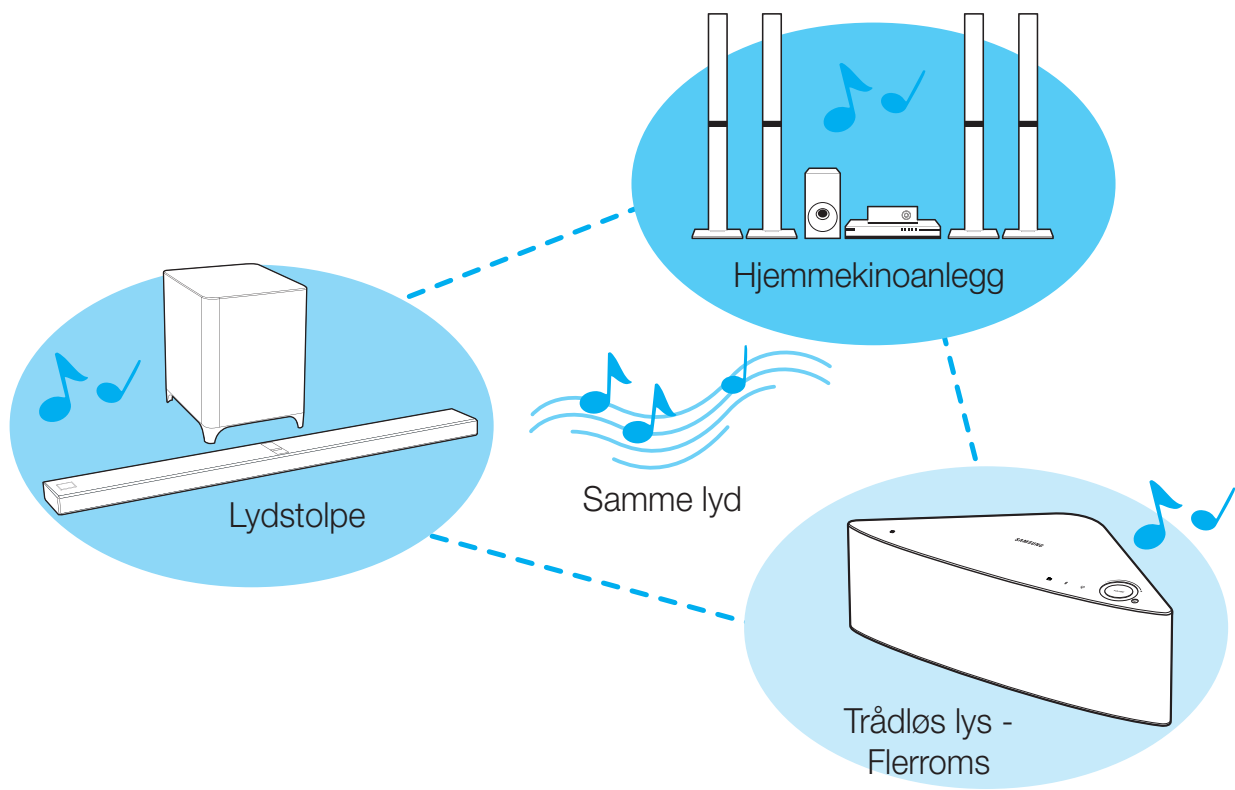 Hjemmekinoanlegg
Lydstolpe
Samme lyd
SAMSUNG
Trådløs lys -
Flerroms